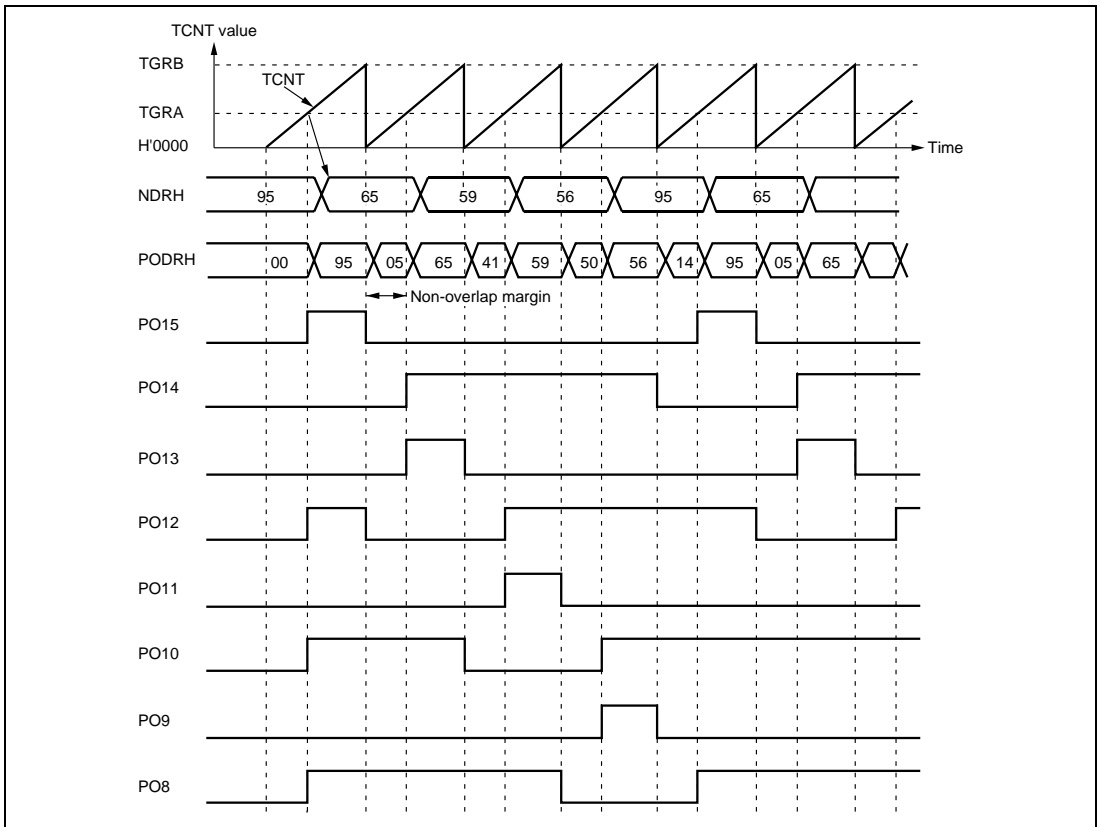 TCNT value
TGRB
TCNT
TGRA
H'0000
Time
NDRH 95 65 59 56 95 65
PODRH 00 95 05 65 41 59 50 56 14 95 05 65
Non-overlap margin
PO15
PO14
PO13
PO12
PO11
PO10
PO9
PO8